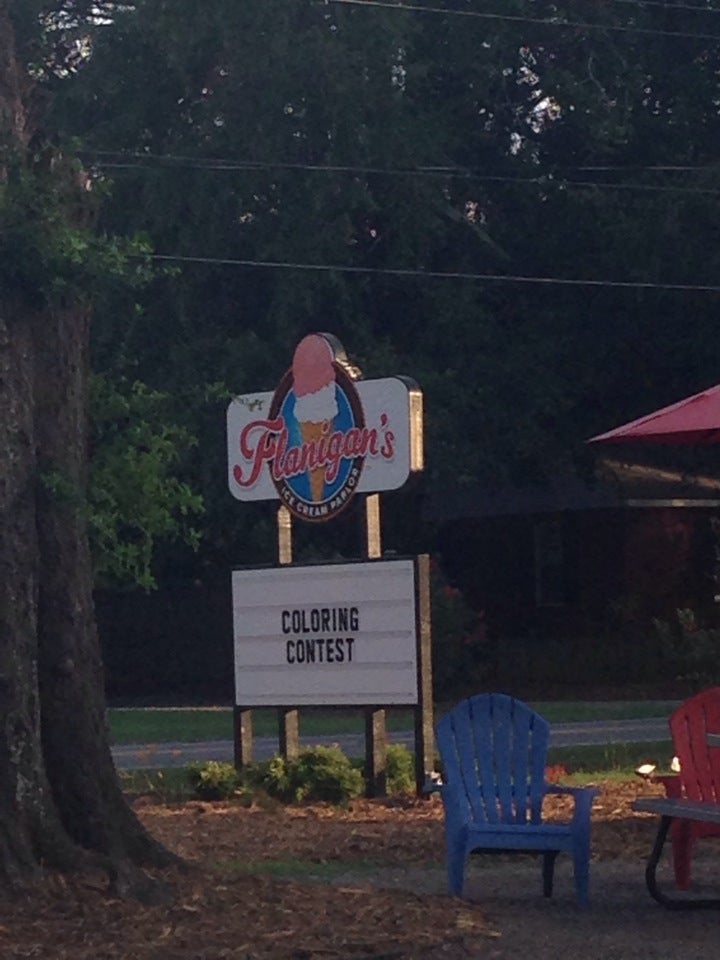 Flanigan's
ICE CREAM PARLOR
COLORING
CONTEST